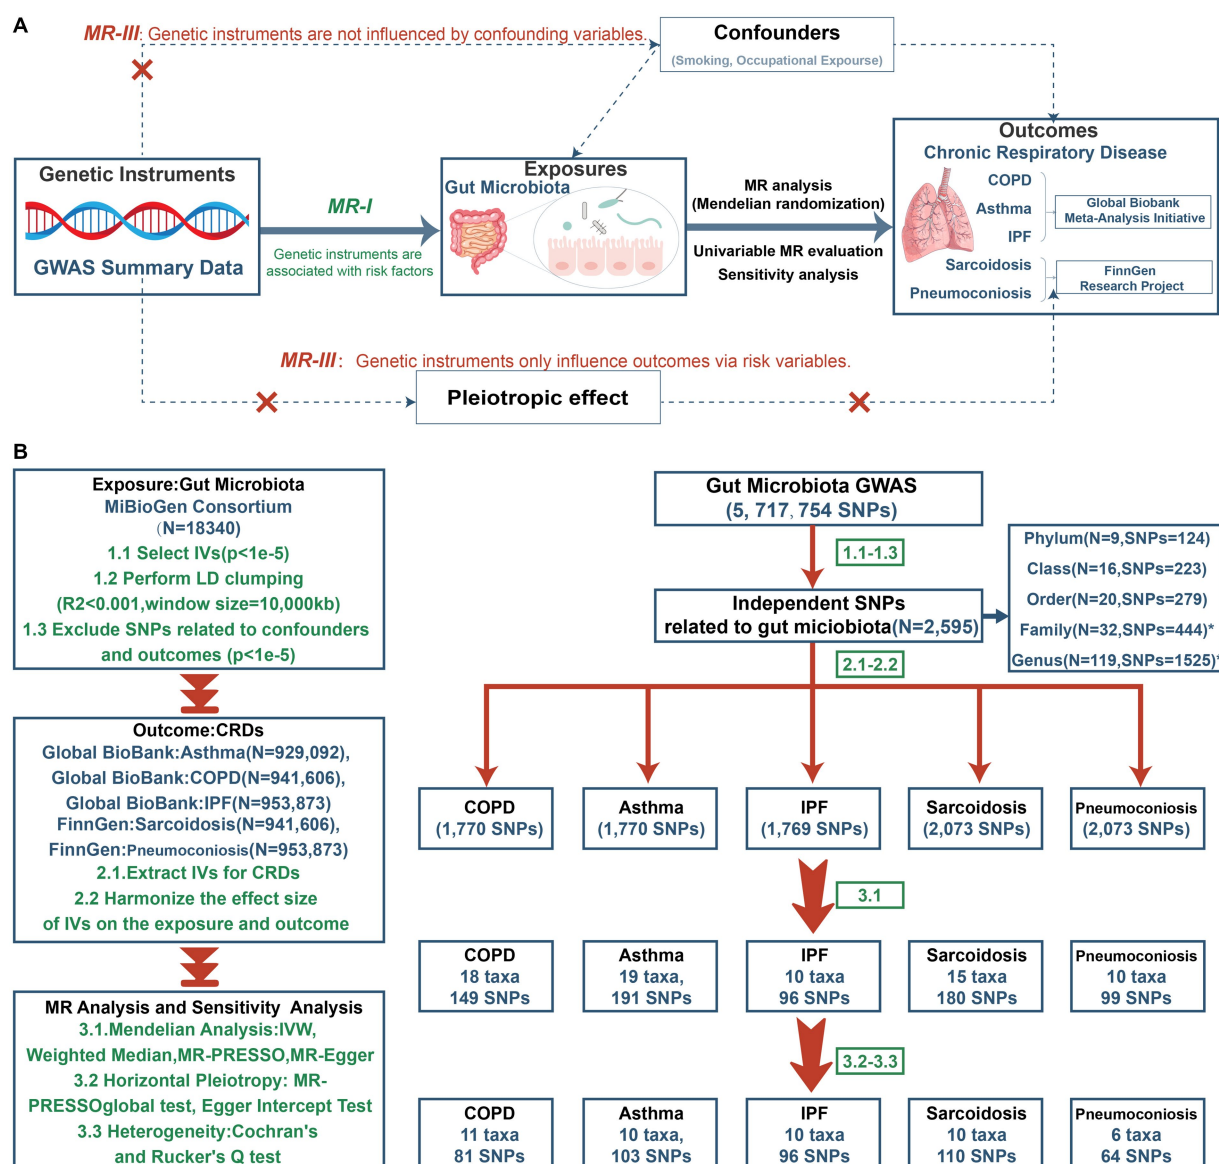 A
MR-III: Genetic instruments are not influenced by confounding variables.
Confounders
(Smoking, Occupational Expourse)
Genetic Instruments
GWAS Summary Data
MR-I
Genetic instruments are
associated with risk factors
Exposures
Gut Microbiota
MR analysis
(Mendelian randomization)
Univariable MR evaluation
Sensitivity analysis
Outcomes
Chronic Respiratory Disease
COPD
Asthma
IPF
Global Biobank
Meta-Analysis Initiative
Sarcoidosis
Pneumoconiosis
FinnGen
Research Project
MR-III: Genetic instruments only influence outcomes via risk variables.
Pleiotropic effect
B
Exposure:Gut Microbiota
MiBioGen Consortium
(N=18340)
1.1 Select IVs(p<1e-5)
1.2 Perform LD clumping
(R2<0.001,window size=10,000kb)
1.3 Exclude SNPs related to confounders
and outcomes (p<1e-5)
Outcome:CRDs
Global BioBank:Asthma(N=929,092),
Global BioBank:COPD(N=941,606),
Global BioBank:IPF(N=953,873)
FinnGen:Sarcoidosis(N=941,606),
FinnGen:Pneumoconiosis(N=953,873)
2.1.Extract IVs for CRDs
2.2 Harmonize the effect size
of IVs on the exposure and outcome
MR Analysis and Sensitivity Analysis
3.1.Mendelian Analysis:IVW,
Weighted Median,MR-PRESSO,MR-Egger
3.2 Horizontal Pleiotropy: MR-
PRESSOglobal test, Egger Intercept Test
3.3 Heterogeneity:Cochran's
and Rucker's Q test
Gut Microbiota GWAS
(5, 717, 754 SNPs)
1.1-1.3
Independent SNPs
related to gut miciobiota(N=2,595)
Phylum(N=9,SNPs=124)
Class(N=16,SNPs=223)
Order(N=20,SNPs=279)
Family(N=32,SNPs=444)*
Genus(N=119,SNPs=1525)*
2.1-2.2
COPD
(1,770 SNPs)
Asthma
(1,770 SNPs)
IPF
(1,769 SNPs)
Sarcoidosis
(2,073 SNPs)
Pneumoconiosis
(2,073 SNPs)
3.1
COPD
18 taxa
149 SNPs
Asthma
19 taxa,
191 SNPs
IPF
10 taxa
96 SNPs
Sarcoidosis
15 taxa
180 SNPs
Pneumoconiosis
10 taxa
99 SNPs
3.2-3.3
COPD
11 taxa
81 SNPs
Asthma
10 taxa,
103 SNPs
IPF
10 taxa
96 SNPs
Sarcoidosis
10 taxa
110 SNPs
Pneumoconiosis
6 taxa
64 SNPs